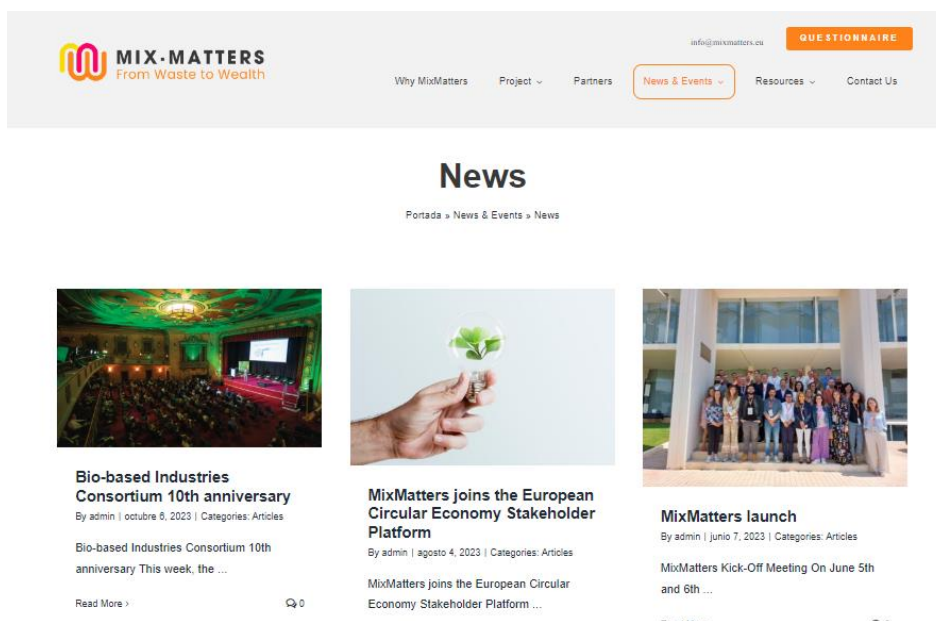 info@mixmatters.eu
QUESTIONNAIRE
MIX-MATTERS
From Waste to Wealth
Why MixMatters Project Partners News & Events Resources Contact Us
News
Portada » News & Events » News
Bio-based Industries
Consortium 10th anniversary
By admin | octubre 6, 2023 | Categories: Articles
Bio-based Industries Consortium 10th
anniversary This week, the ...
Read More >
0
MixMatters joins the European
Circular Economy Stakeholder
Platform
By admin | agosto 4, 2023 | Categories: Articles
MixMatters joins the European Circular
Economy Stakeholder Platform ...
MixMatters launch
By admin | junio 7, 2023 | Categories: Articles
MixMatters Kick-Off Meeting On June 5th
and 6th ...